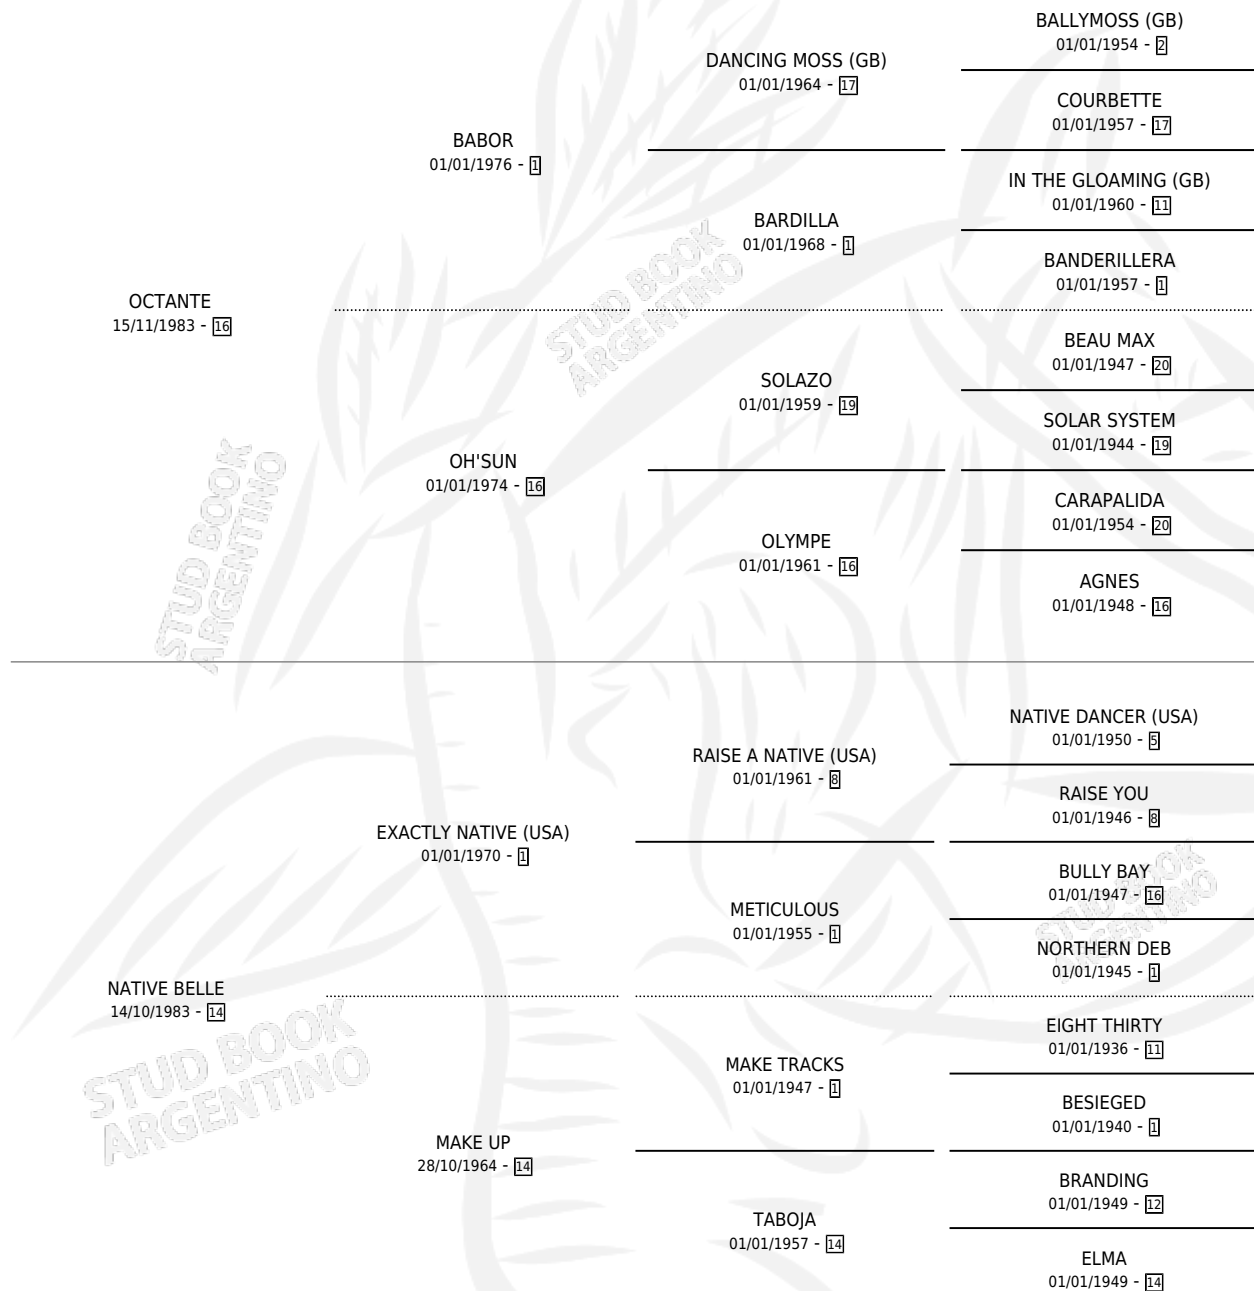 BALLYMOSS (GB)
01/01/1954 - 2
DANCING MOSS (GB)
01/01/1964 - 17
COURBETTE
01/01/1957 - 17
BABOR
01/01/1976 - 1
IN THE GLOAMING (GB)
01/01/1960 - 11
BARDILLA
01/01/1968 - 1
BANDERILLERA
01/01/1957 - 1
OCTANTE
15/11/1983 - 16
BEAU MAX
01/01/1947 - 20
SOLAZO
01/01/1959 - 19
SOLAR SYSTEM
01/01/1944 - 19
OH'SUN
01/01/1974 - 16
CARAPALIDA
01/01/1954 - 20
OLYMPE
01/01/1961 - 16
AGNES
01/01/1948 - 16
NATIVE DANCER (USA)
01/01/1950 - 5
RAISE A NATIVE (USA)
01/01/1961 - 8
RAISE YOU
01/01/1946 - 8
EXACTLY NATIVE (USA)
01/01/1970 - 1
BULLY BAY
01/01/1947 - 16
METICULOUS
01/01/1955 - 1
NORTHERN DEB
01/01/1945 - 1
NATIVE BELLE
14/10/1983 - 14
EIGHT THIRTY
01/01/1936 - 11
MAKE TRACKS
01/01/1947 - 1
BESIEGED
01/01/1940 - 1
MAKE UP
28/10/1964 - 14
BRANDING
01/01/1949 - 12
TABOJA
01/01/1957 - 14
ELMA
01/01/1949 - 14
STUD BOOK
ARGENTINO
STUD BOOK
ARGENTINO
STUD BOOK
ARGENTINO
STUD BOOK
ARGENTINO